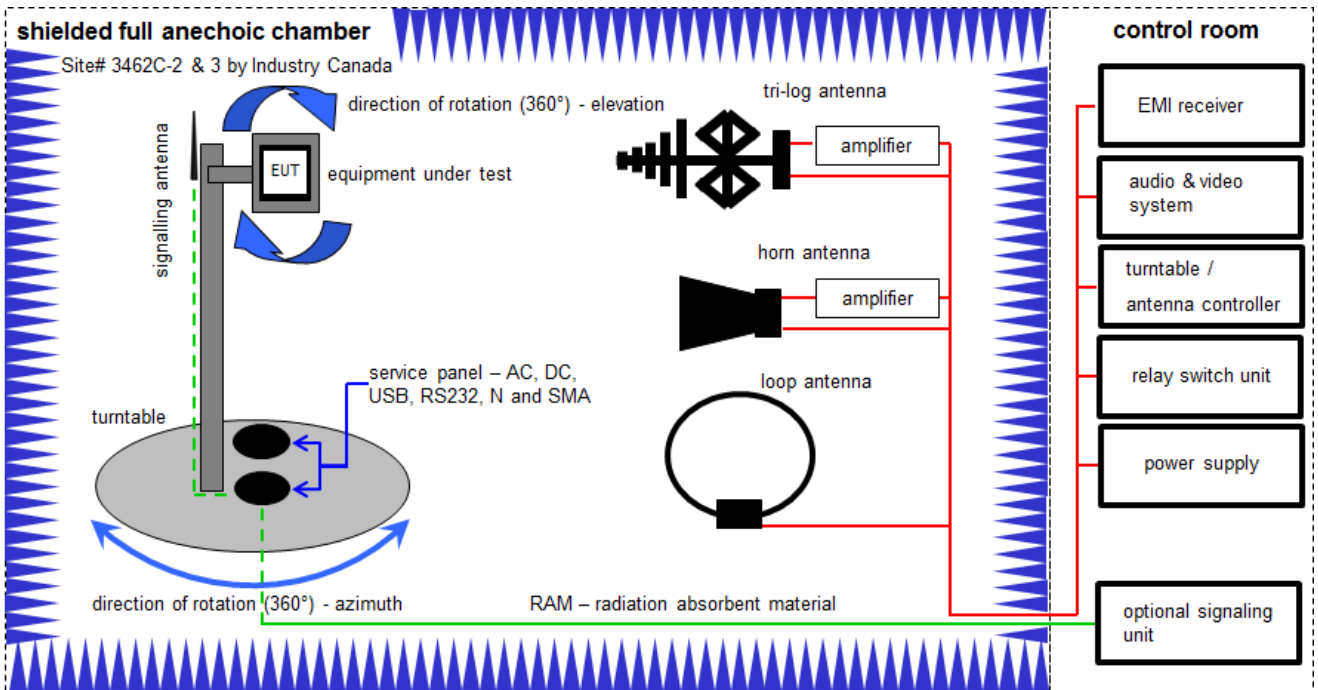 shielded full anechoic chamber
Site# 3462C-2 & 3 by Industry Canada
direction of rotation (360°) - elevation
signalling antenna
EUT
equipment under test
tri-log antenna
amplifier
horn antenna
amplifier
service panel – AC, DC,
USB, RS232, N and SMA
loop antenna
turntable
direction of rotation (360°) - azimuth
RAM – radiation absorbent material
control room
EMI receiver
audio & video
system
turntable /
antenna controller
relay switch unit
power supply
optional signaling
unit